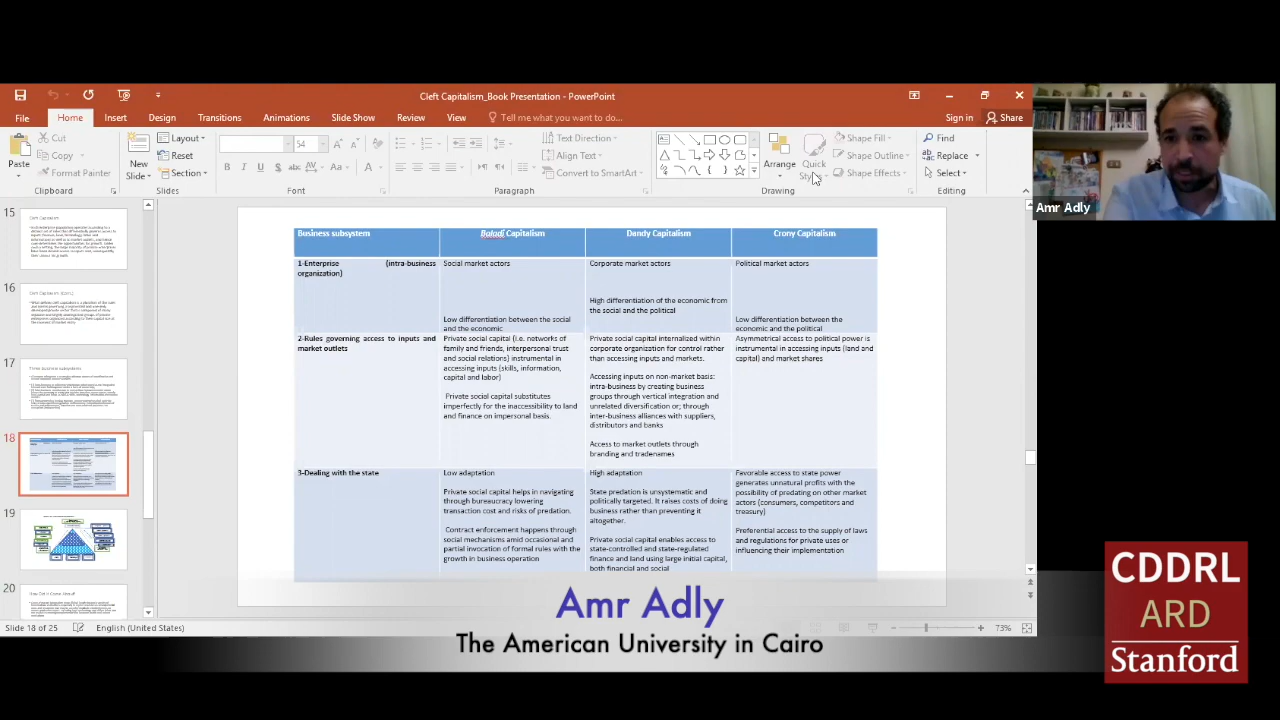 Cleft Capitalism_Book Presentation - PowerPoint
Sign in
Share
File
Home
Insert
Design
Transitions
Animations
Slide Show
Review
View
Tell me what you want to do...
Paste
Cut
Copy
Format Painter
Clipboard
New
Slide
Layout
Reset
Section
Slides
54
B I U S
Font
Text Direction
Align Text
Convert to SmartArt
Paragraph
Arrange
Quick
Drawing
Shape Fill
Shape Outline
Shape Effects
Find
Replace
Select
Editing
Amr Adly
15
16
17
18
19
20
Business subsystem
Baladi Capitalism
Dandy Capitalism
Crony Capitalism
1-Enterprise (intra-business
organization)
Social market actors
Low differentiation between the social
and the economic
Corporate market actors
High differentiation of the economic from
the social and the political
Political market actors
Low differentiation between the
economic and the political
2-Rules governing access to inputs and
market outlets
Private social capital (i.e. networks of
family and friends, interpersonal trust
and social relations) instrumental in
accessing inputs (skills, information,
capital and labor)
Private social capital substitutes
imperfectly for the inaccessibility to land
and finance on impersonal basis.
Private social capital internalized within
corporate organization for control rather
than accessing inputs and markets.
Accessing inputs on non-market basis:
intra-business by creating business
groups through vertical integration and
unrelated diversification or; through
inter-business alliances with suppliers,
distributors and banks
Access to market outlets through
branding and tradenames
Asymmetrical access to political power is
instrumental in accessing inputs (land and
capital) and market shares
3-Dealing with the state
Low adaptation
Private social capital helps in navigating
through bureaucracy lowering
transaction cost and risks of predation.
Contract enforcement happens through
social mechanisms amid occasional and
partial invocation of formal rules with the
growth in business operation
High adaptation
State predation is unsystematic and
politically targeted. It raises costs of doing
business rather than preventing it
altogether.
Private social capital enables access to
state-controlled and state-regulated
finance and land using large initial capital,
both financial and social
Favorable access to state power
generates unnatural profits with the
possibility of predating on other market
actors (consumers, competitors and
treasury)
Preferential access to the supply of laws
and regulations for private uses or
influencing their implementation
Slide 18 of 25
English (United States)
73%
Amr Adly
The American University in Cairo
CDDRL
ARD
Stanford